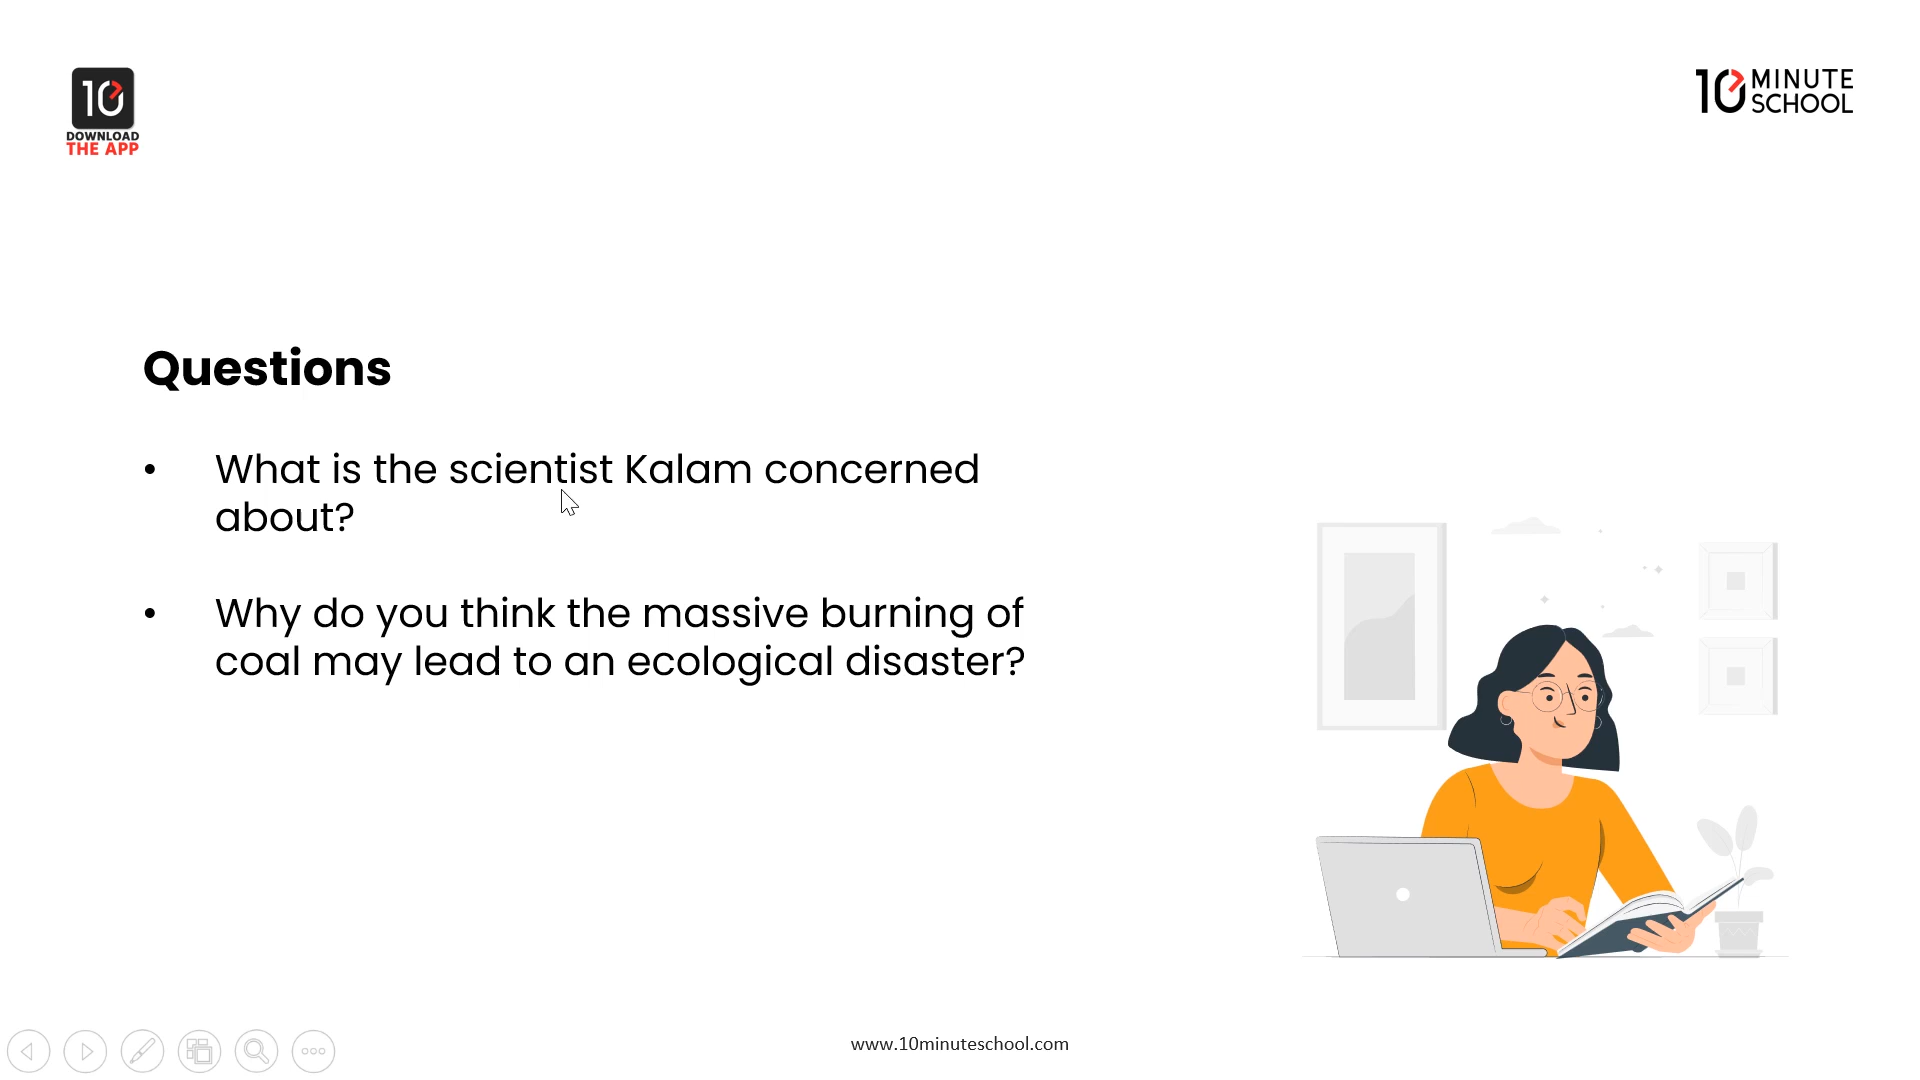 10
DOWNLOAD
THE APP
10 MINUTE
SCHOOL
Questions
• What is the scientist Kalam concerned
about?
• Why do you think the massive burning of
coal may lead to an ecological disaster?
www.10minuteschool.com